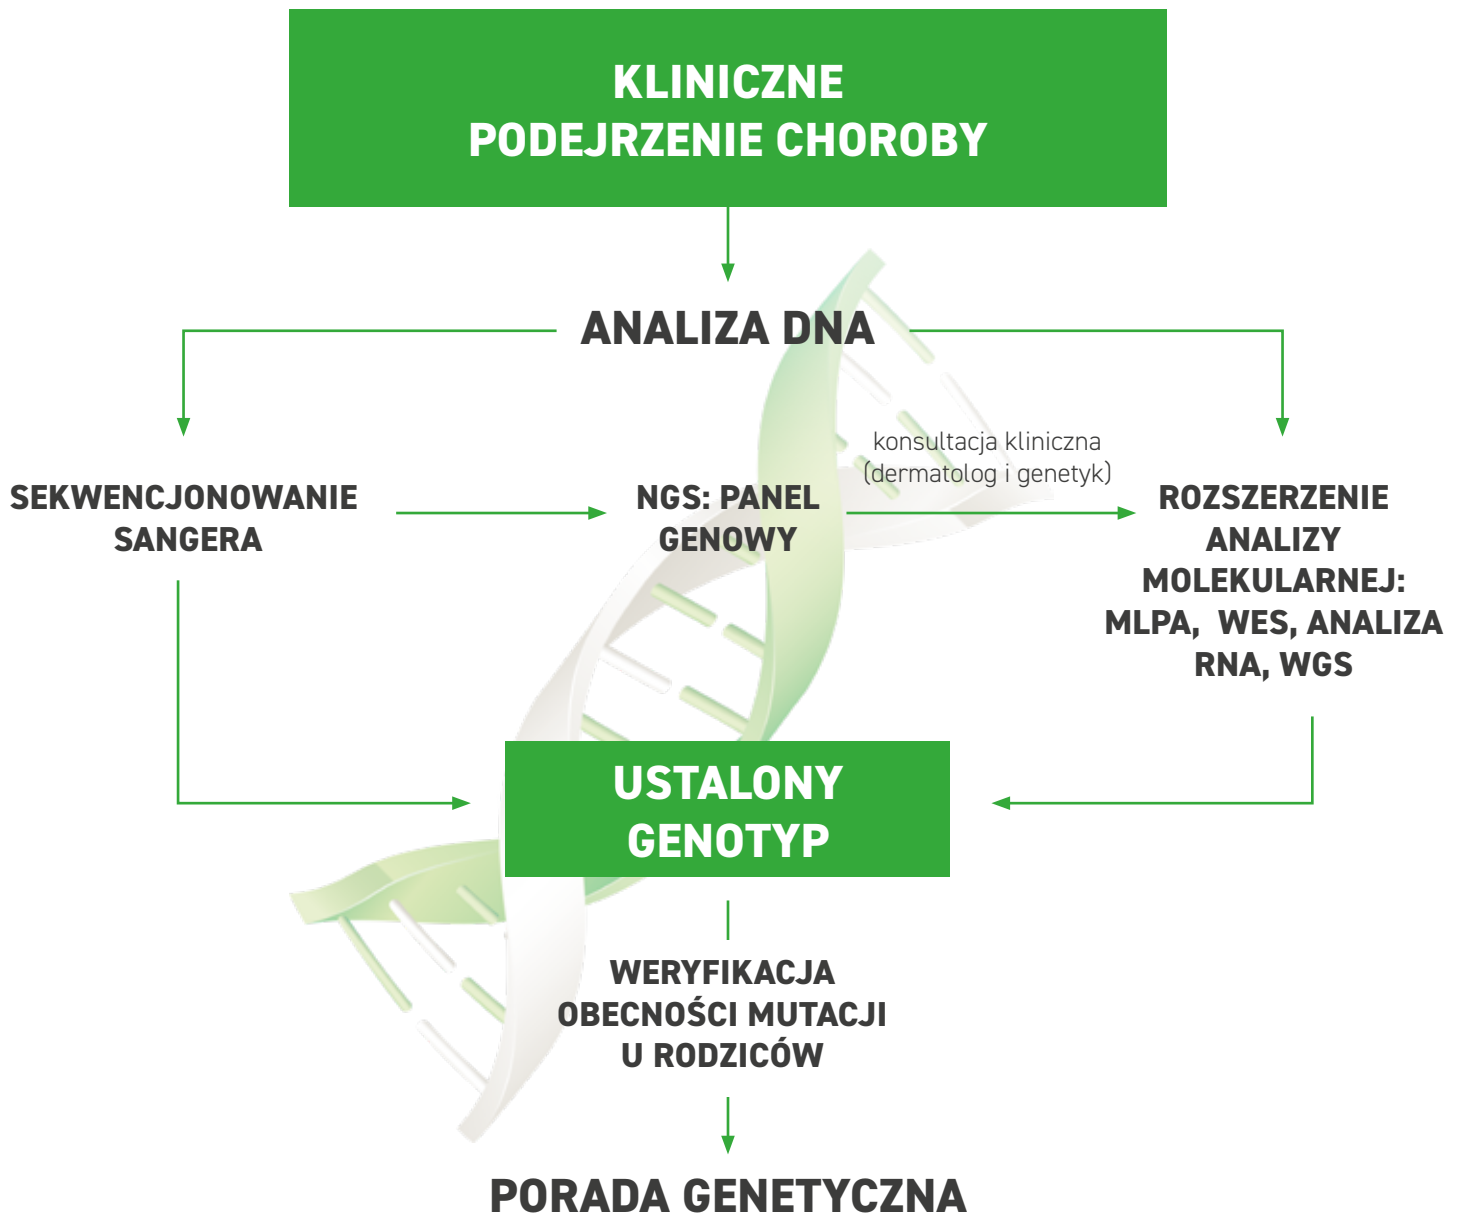 KLINICZNE
PODEJRZENIE CHOROBY
ANALIZA DNA
SEKWENCJONOWANIE
SANGERA
NGS: PANEL
GENOWY
konsultacja kliniczna
(dermatolog i genetyk)
ROZSZERZENIE
ANALIZY
MOLEKULARNEJ:
MLPA, WES, ANALIZA
RNA, WGS
USTALONY
GENOTYP
WERYFIKACJA
OBECNOŚCI MUTACJI
U RODZICÓW
PORADA GENETYCZNA